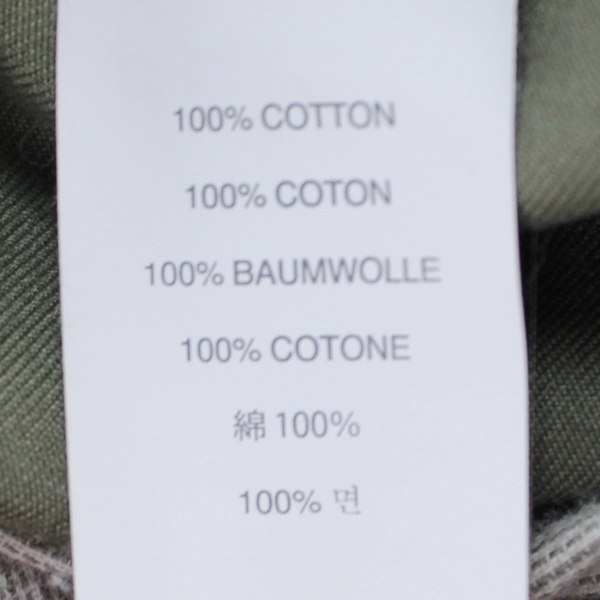 100% COTTON
100% COTON
100% BAUMWOLLE
100% COTONE
綿 100%
100% 면